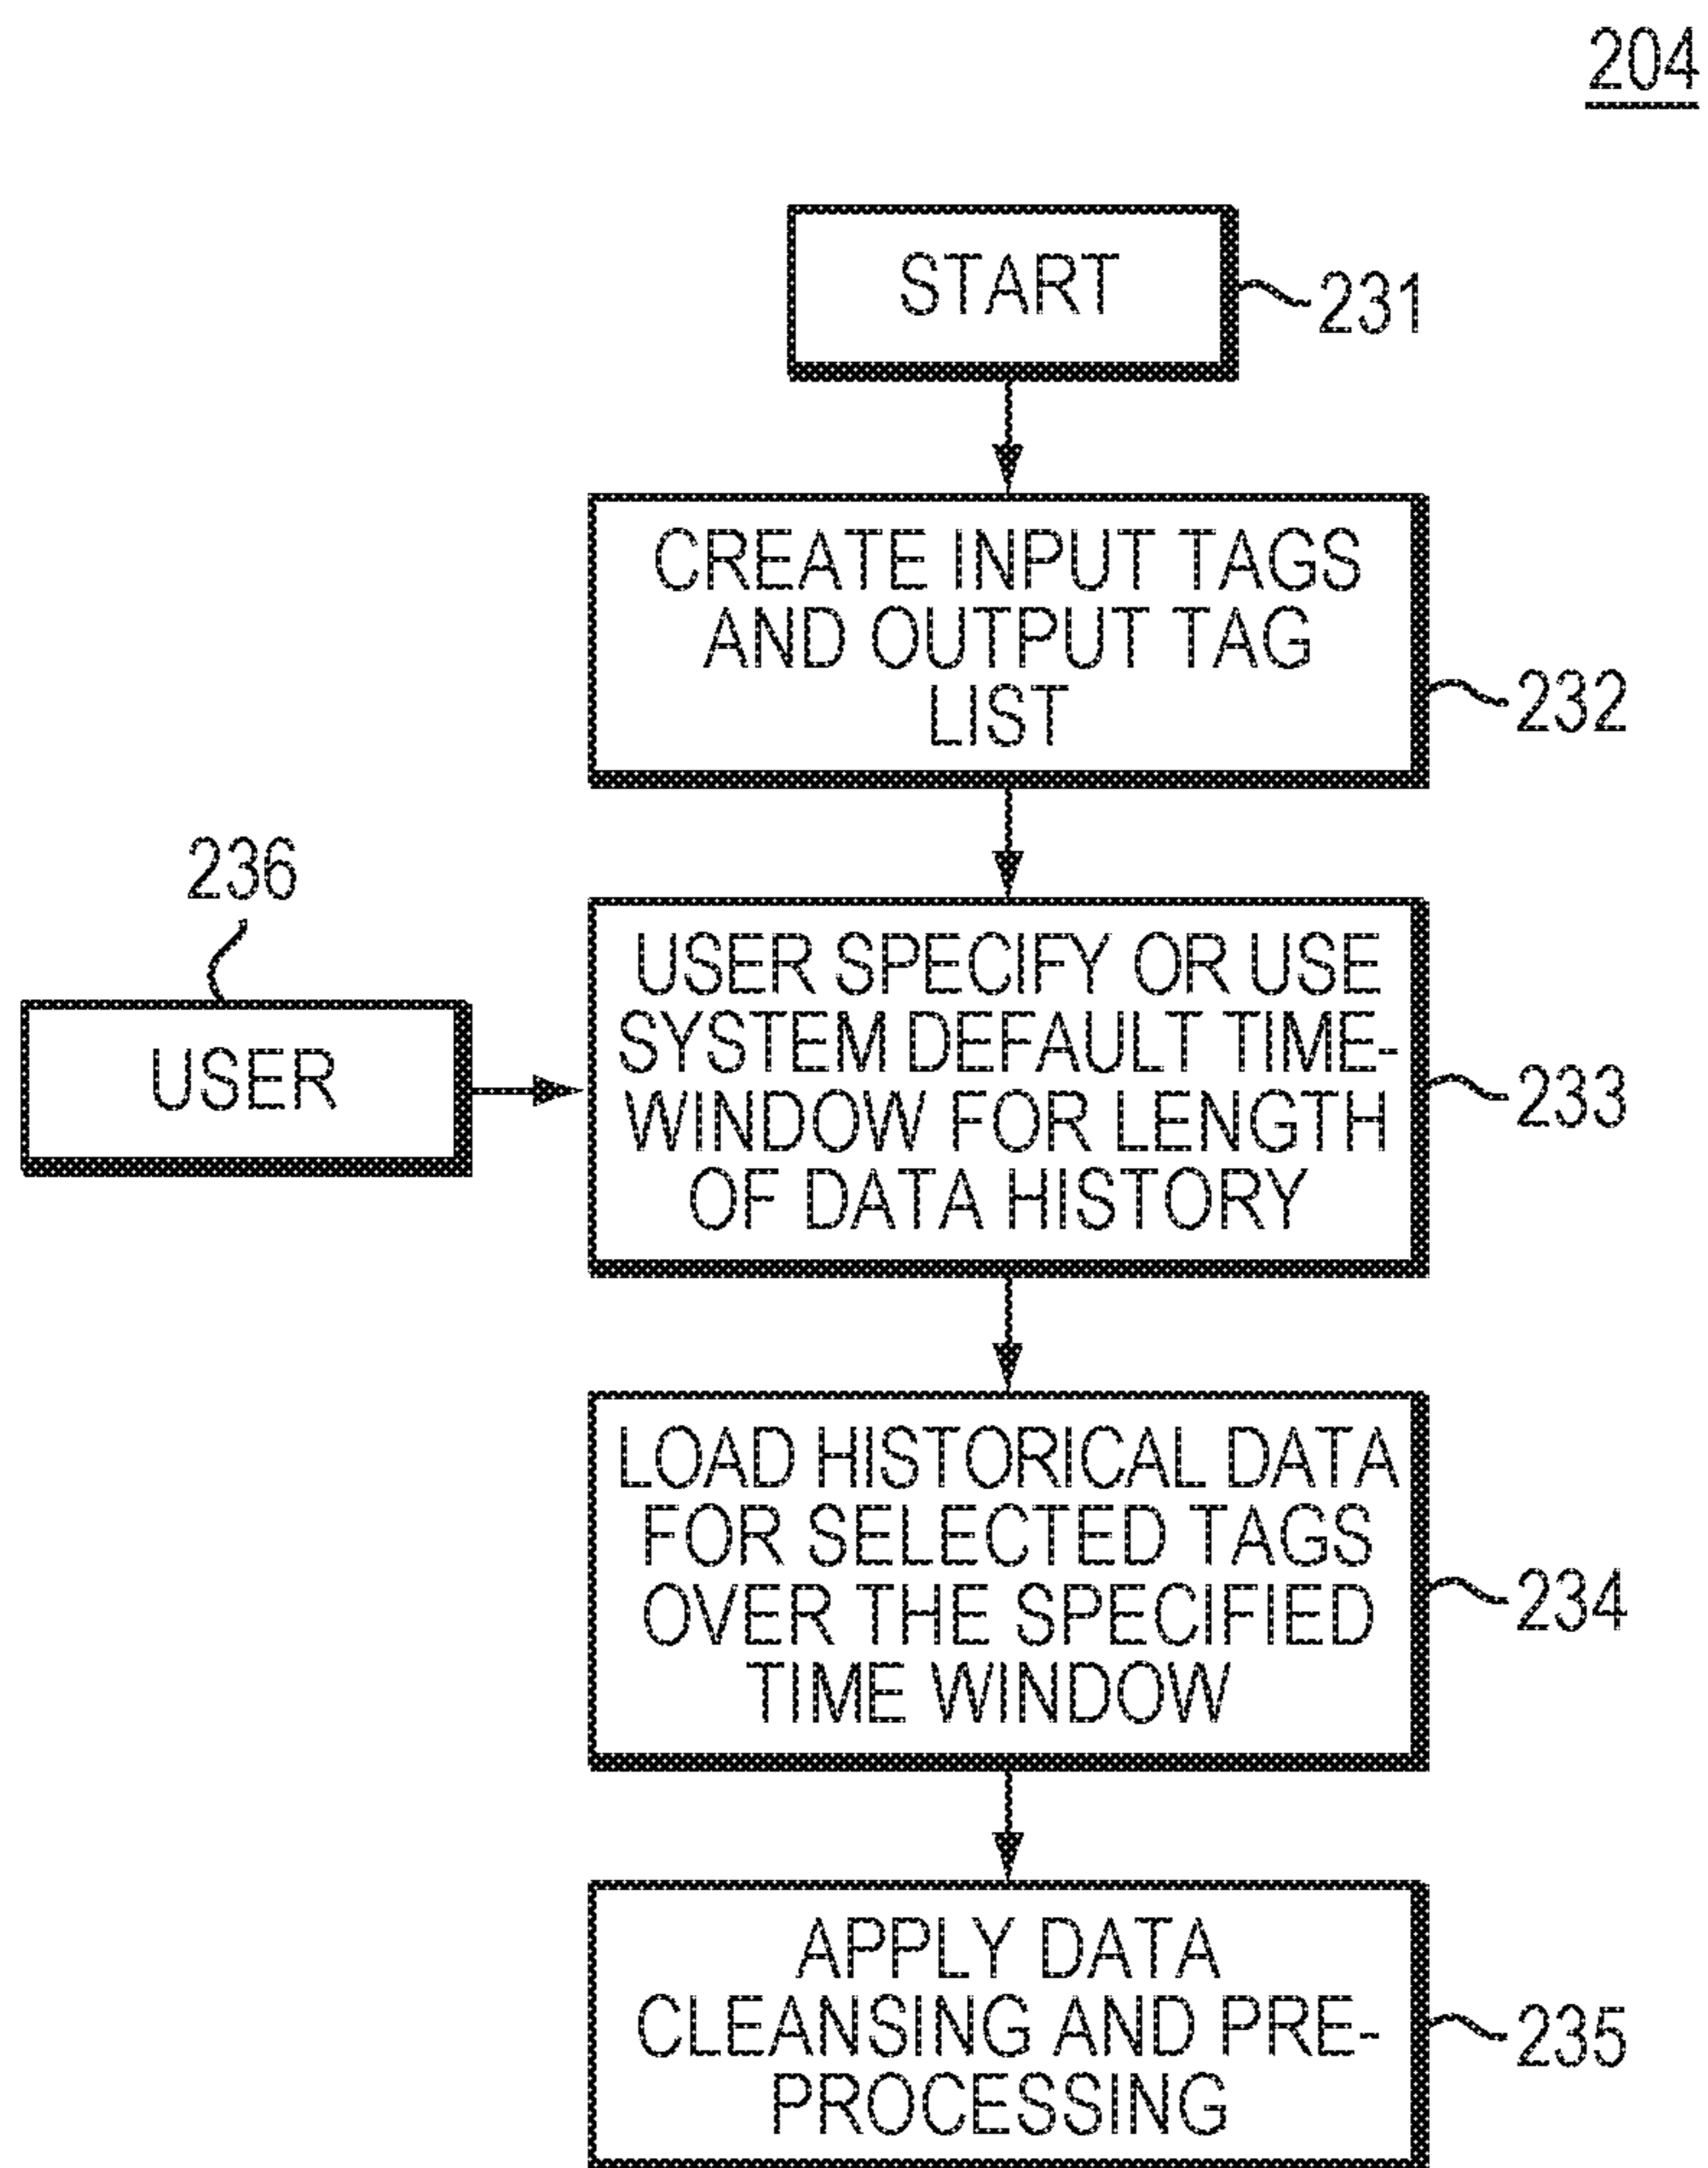 204
START
231
CREATE INPUT TAGS
AND OUTPUT TAG
LIST
232
236
USER
USER SPECIFY OR USE
SYSTEM DEFAULT TIME-
WINDOW FOR LENGTH
OF DATA HISTORY
233
LOAD HISTORICAL DATA
FOR SELECTED TAGS
OVER THE SPECIFIED
TIME WINDOW
234
APPLY DATA
CLEANSING AND PRE-
PROCESSING
235